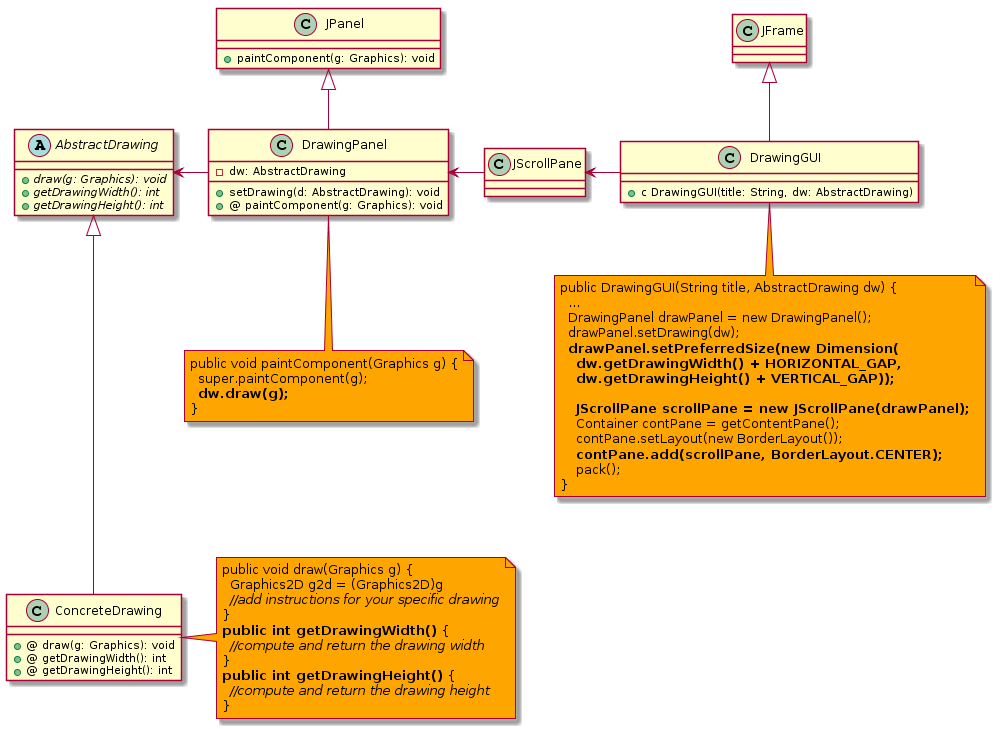 C JPanel
paintComponent(g: Graphics): void
C JFrame
A AbstractDrawing
draw(g: Graphics): void
getDrawingWidth(): int
getDrawingHeight(): int
C DrawingPanel
dw: AbstractDrawing
setDrawing(d: AbstractDrawing): void
@ paintComponent(g: Graphics): void
C JScrollPane
C DrawingGUI
c DrawingGUI(title: String, dw: AbstractDrawing)
public void paintComponent(Graphics g) {
super.paintComponent(g);
dw.draw(g);
}
public DrawingGUI(String title, AbstractDrawing dw) {
...
DrawingPanel drawPanel = new DrawingPanel();
drawPanel.setDrawing(dw);
drawPanel.setPreferredSize(new Dimension(
dw.getDrawingWidth() + HORIZONTAL_GAP,
dw.getDrawingHeight() + VERTICAL_GAP));
JScrollPane scrollPane = new JScrollPane(drawPanel);
Container contPane = getContentPane();
contPane.setLayout(new BorderLayout());
contPane.add(scrollPane, BorderLayout.CENTER);
pack();
}
C ConcreteDrawing
@ draw(g: Graphics): void
@ getDrawingWidth(): int
@ getDrawingHeight(): int
public void draw(Graphics g) {
Graphics2D g2d = (Graphics2D)g
//add instructions for your specific drawing
}
public int getDrawingWidth() {
//compute and return the drawing width
}
public int getDrawingHeight() {
//compute and return the drawing height
}